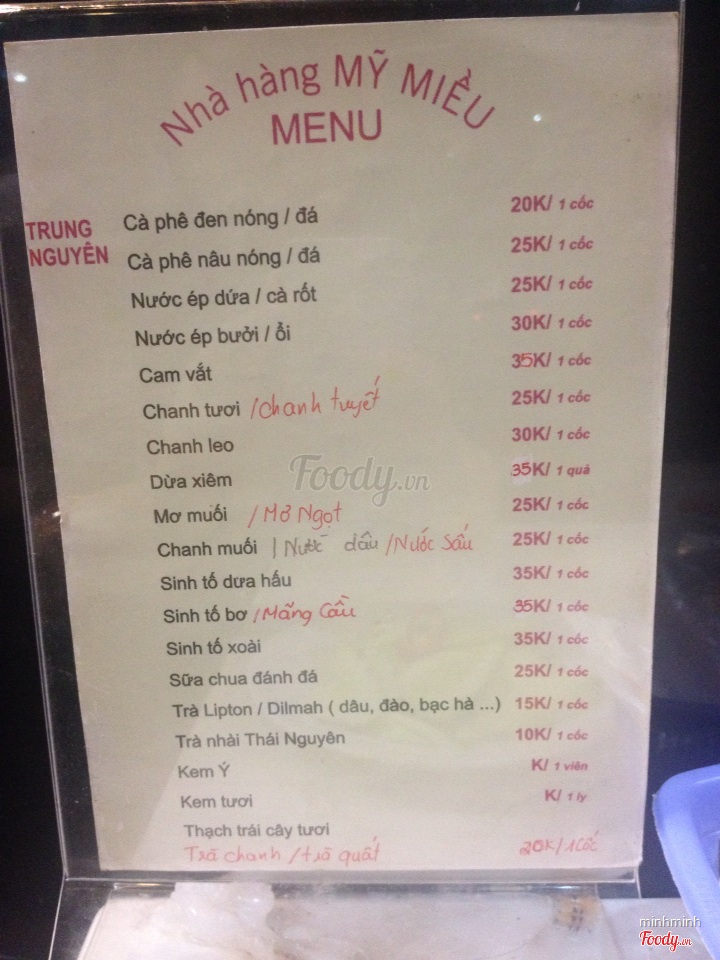 Nhà hàng MỸ MIỀU
MENU
TRUNG NGUYÊN
Cà phê đen nóng / đá 20K/ 1 cốc
Cà phê nâu nóng / đá 25K/ 1 cốc
Nước ép dứa / cà rốt 25K/ 1 cốc
Nước ép bưởi / ổi 30K/ 1 cốc
Cam vắt 35K/ 1 cốc
Chanh tươi /chanh tuyết 25K/ 1 cốc
Chanh leo 30K/ 1 cốc
Dừa xiêm 35K/ 1 quả
Mơ muối /Mơ Ngọt 25K/ 1 cốc
Chanh muối / Nước dâu /Nước Sấu 25K/ 1 cốc
Sinh tố dưa hấu 35K/ 1 cốc
Sinh tố bơ /Mãng Cầu 35K/ 1 cốc
Sinh tố xoài 35K/ 1 cốc
Sữa chua đánh đá 25K/ 1 cốc
Trà Lipton / Dilmah ( dâu, đào, bạc hà ...) 15K/ 1 cốc
Trà nhài Thái Nguyên 10K/ 1 cốc
Kem Ý K/ 1 viên
Kem tươi K/ 1 ly
Thạch trái cây tươi
Trà chanh /trà quất 20K/1 Cốc
Foody.vn
minhminh
Foody.vn